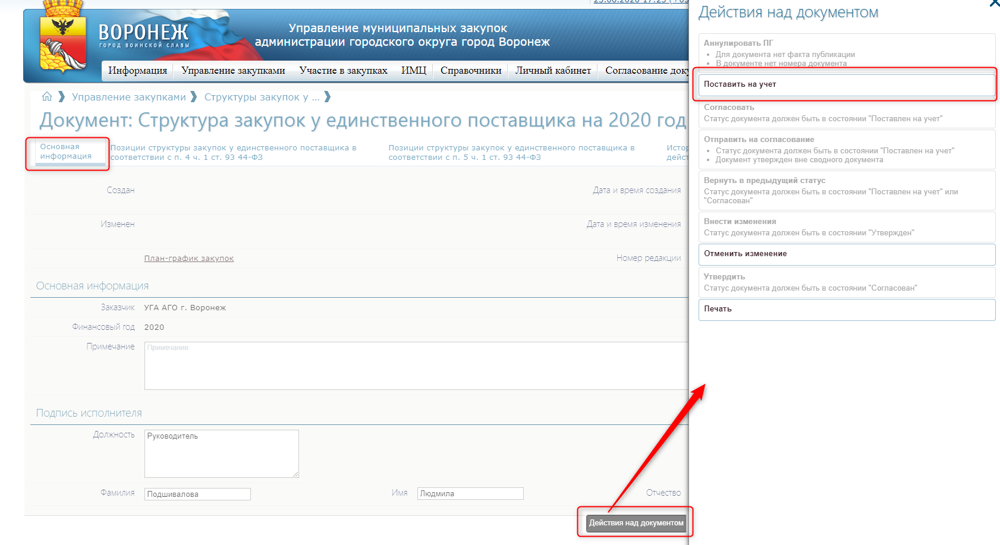 23.06.2020 17:23 (+03
ВОРОНЕЖ
ГОРОД ВОИНСКОЙ СЛАВЫ
Управление муниципальных закупок
администрации городского округа город Воронеж
Информация Управление закупками Участие в закупках ИМЦ Справочники Личный кабинет Согласование доку
Управление закупками Структуры закупок у ...
Документ: Структура закупок у единственного поставщика на 2020 год
Основная
информация
Позиции структуры закупок у единственного поставщика в
соответствии с п. 4 ч. 1 ст. 93 44-ФЗ
Позиции структуры закупок у единственного поставщика в
соответствии с п. 5 ч. 1 ст. 93 44-ФЗ
Истор
дейст
Создан Дата и время создания
Изменен Дата и время изменения
План-график закупок Номер редакции
Основная информация
Заказчик УГА АГО г. Воронеж
Финансовый год 2020
Примечание Примечание
Подпись исполнителя
Должность Руководитель
Фамилия Подшивалова Имя Людмила Отчество
Действия над документом
Действия над документом
Аннулировать ПГ
• Для документа нет факта публикации
• В документе нет номера документа
Поставить на учет
Согласовать
Статус документа должен быть в состоянии "Поставлен на учет"
Отправить на согласование
• Статус документа должен быть в состоянии "Поставлен на учет"
• Документ утвержден вне сводного документа
Вернуть в предыдущий статус
Статус документа должен быть в состоянии "Поставлен на учет" или
"Согласован"
Внести изменения
Статус документа должен быть в состоянии "Утвержден"
Отменить изменение
Утвердить
Статус документа должен быть в состоянии "Согласован"
Печать